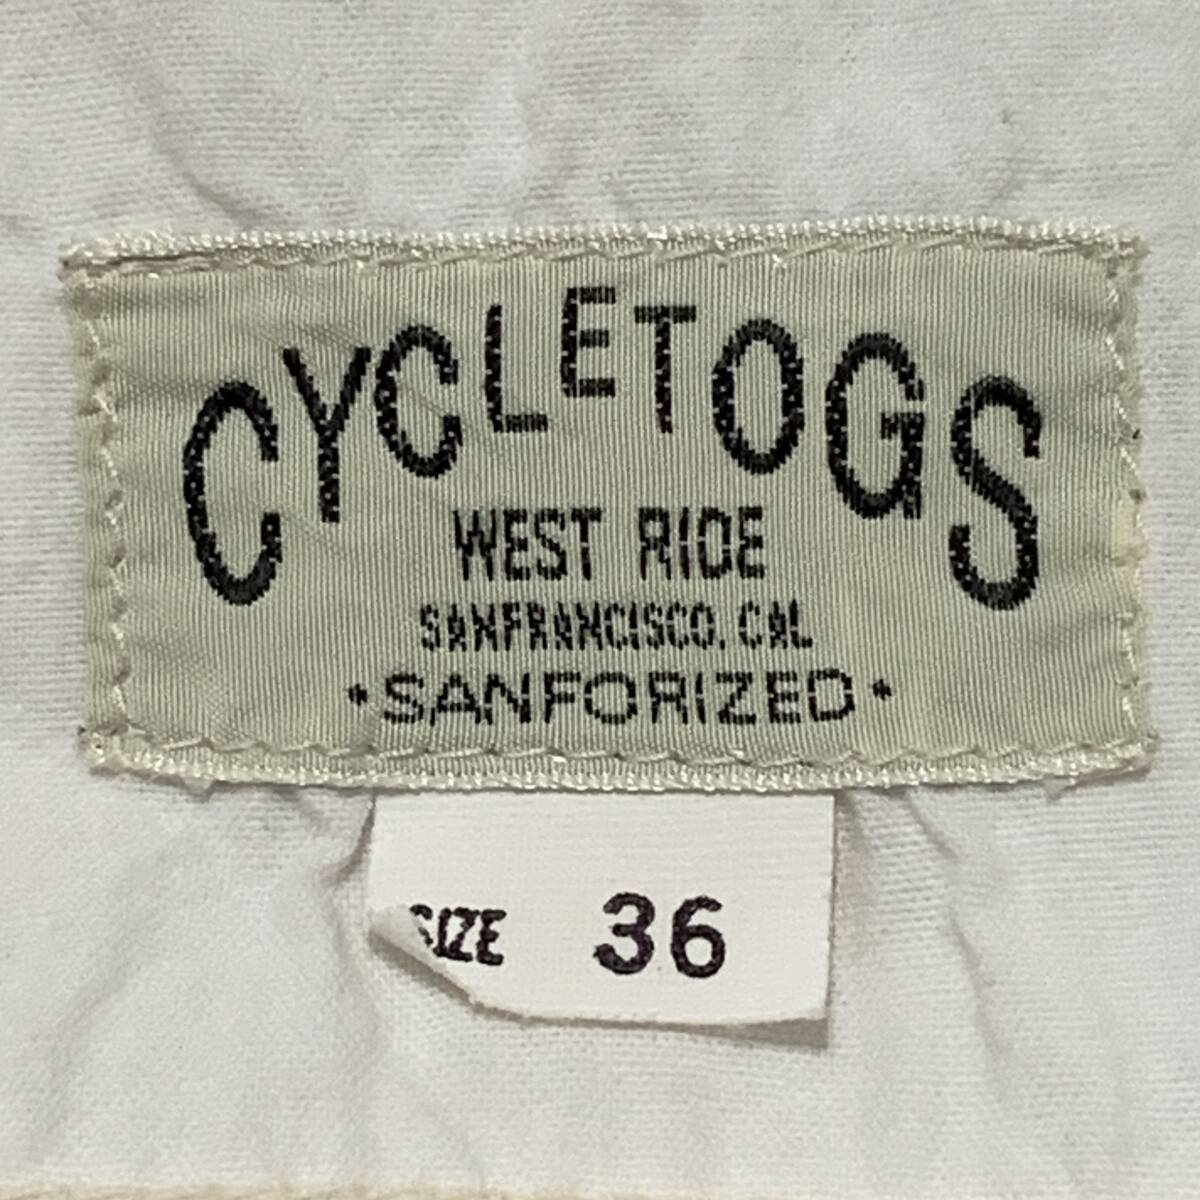 CYCLETOGS
WEST RIDE
SANFRANCISCO. CAL
• SANFORIZED •
SIZE 36